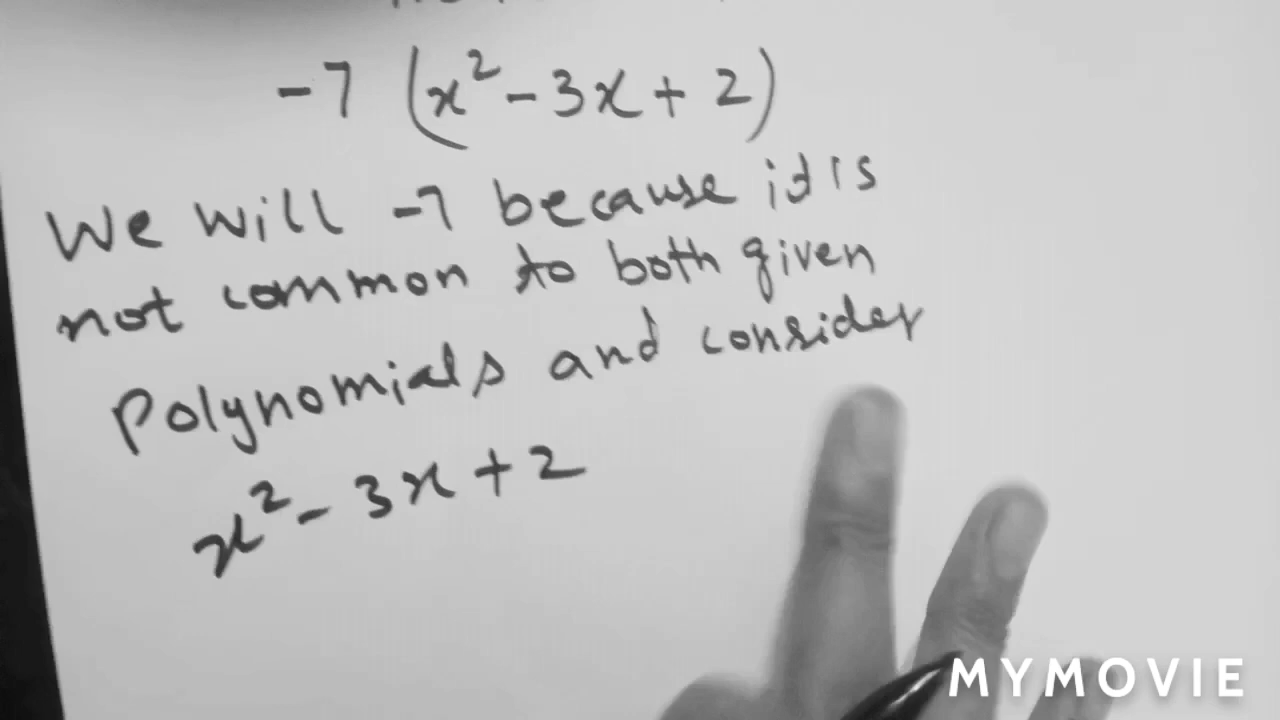 -7 (x² - 3x + 2)
We will -7 because it is
not common to both given
Polynomials and consider
x² - 3x + 2
MYMOVIE